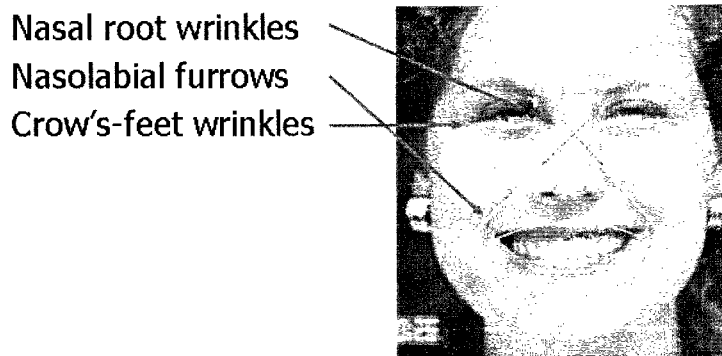 Nasal root wrinkles
Nasolabial furrows
Crow's-feet wrinkles